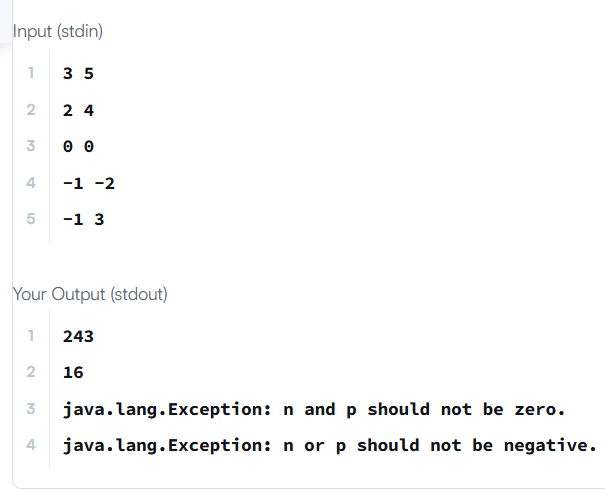 Input (stdin)
1 3 5
2 2 4
3 0 0
4 -1 -2
5 -1 3
Your Output (stdout)
1 243
2 16
3 java.lang.Exception: n and p should not be zero.
4 java.lang.Exception: n or p should not be negative.